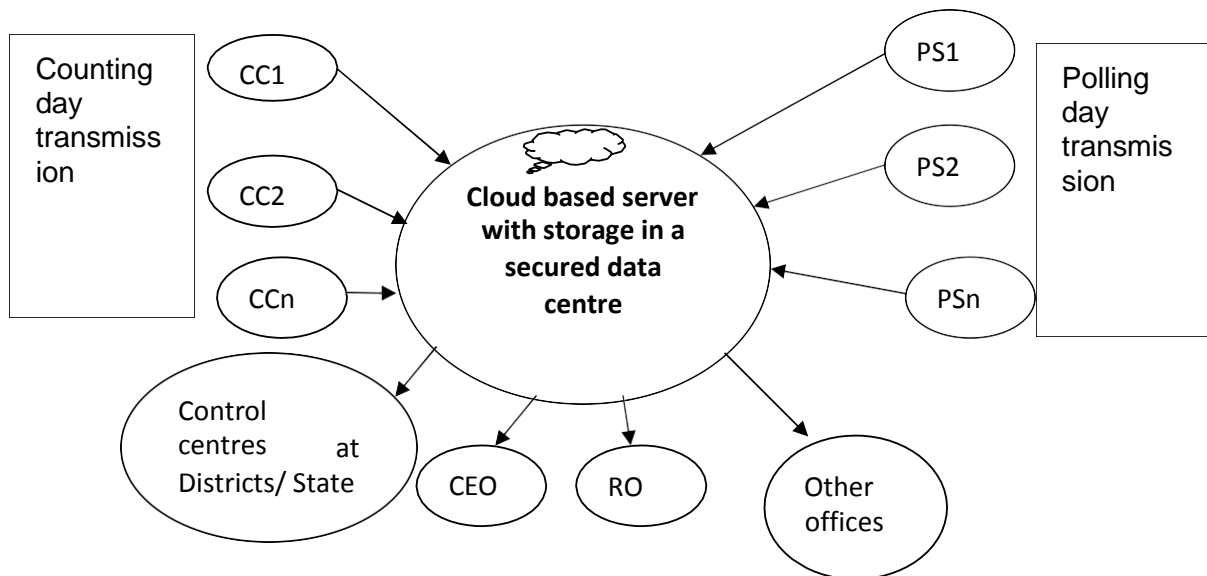 Counting
day
transmiss
ion
CC1
CC2
CCn
Cloud based server
with storage in a
secured data
centre
PS1
PS2
PSn
Polling
day
transmis
sion
Control
centres at
Districts/ State
CEO
RO
Other
offices